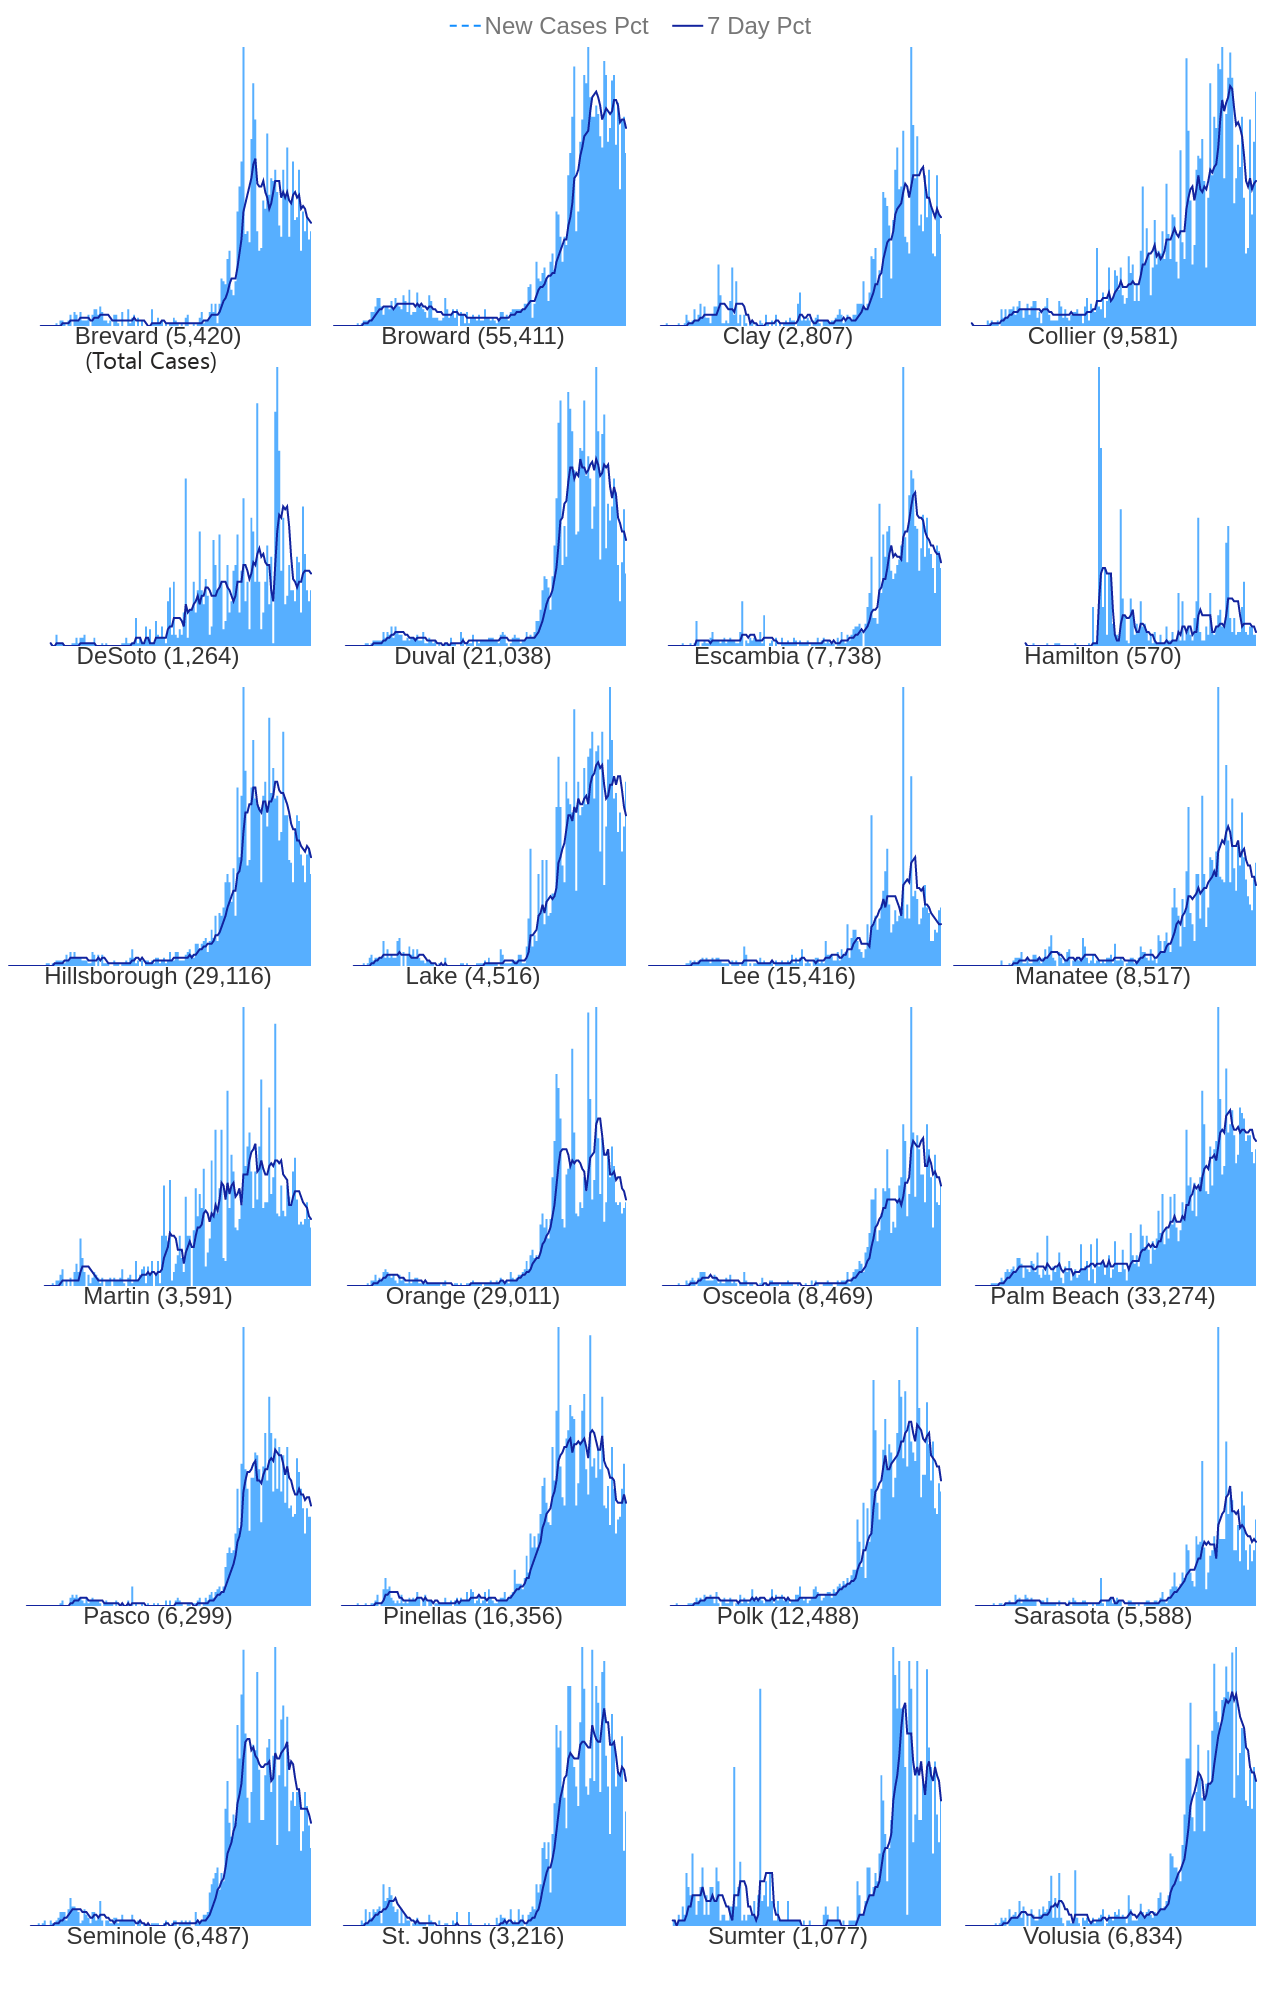 New Cases Pct 7 Day Pct
Brevard (5,420) Broward (55,411) Clay (2,807) Collier (9,581)
(Total Cases)
DeSoto (1,264) Duval (21,038) Escambia (7,738) Hamilton (570)
Hillsborough (29,116) Lake (4,516) Lee (15,416) Manatee (8,517)
Martin (3,591) Orange (29,011) Osceola (8,469) Palm Beach (33,274)
Pasco (6,299) Pinellas (16,356) Polk (12,488) Sarasota (5,588)
Seminole (6,487) St. Johns (3,216) Sumter (1,077) Volusia (6,834)